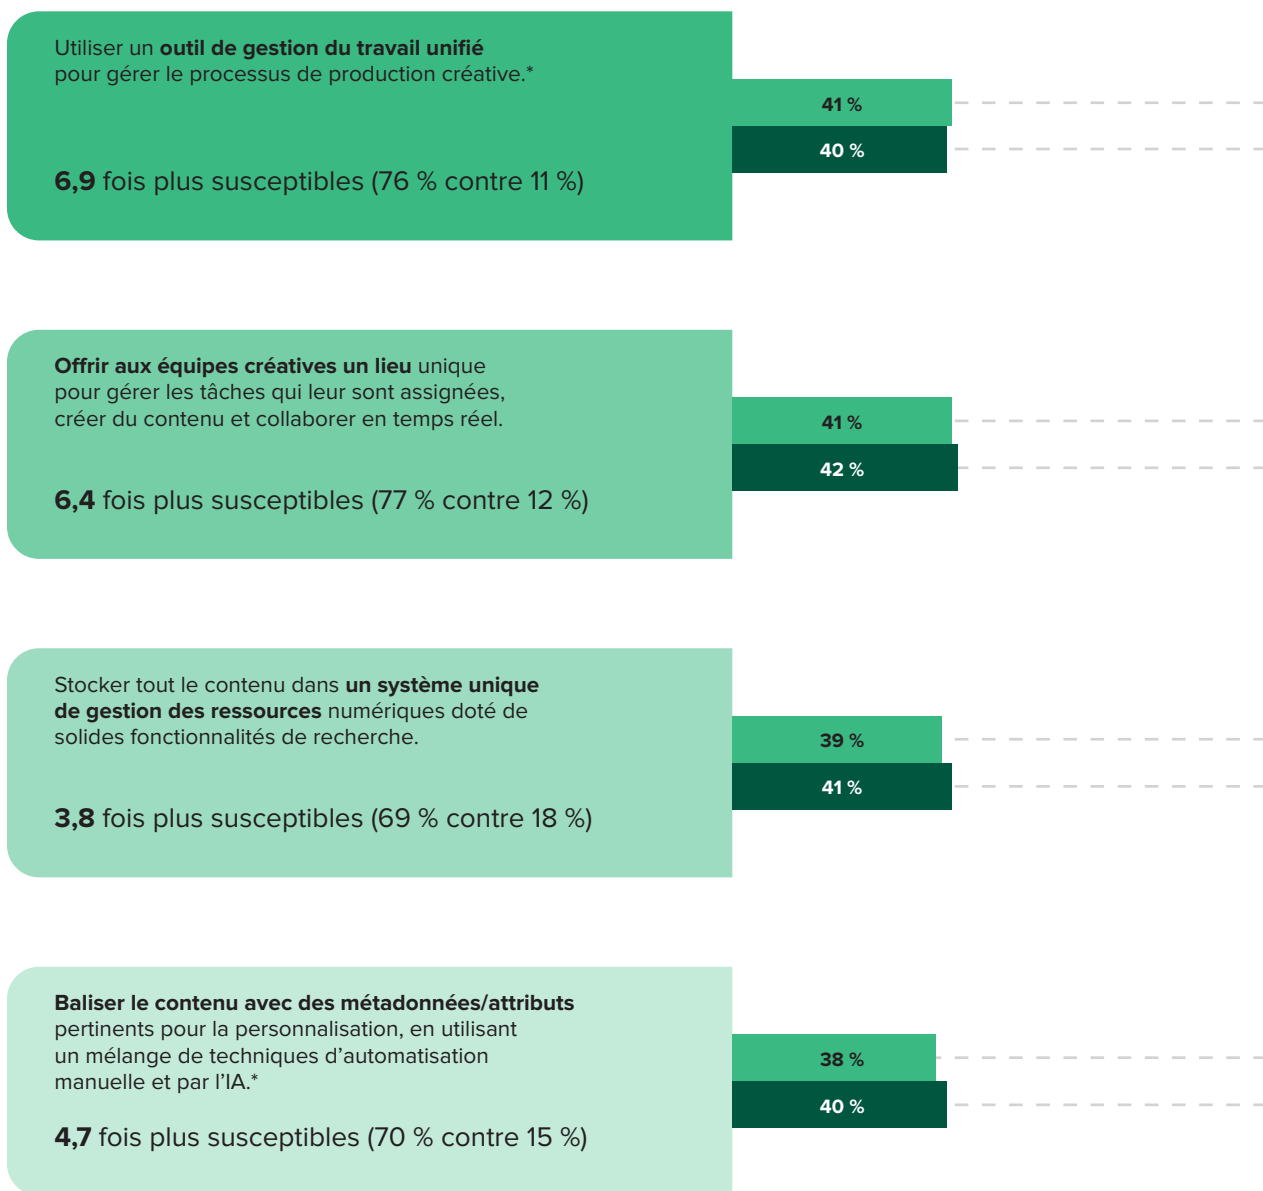 Utiliser un outil de gestion du travail unifié
pour gérer le processus de production créative.*
6,9 fois plus susceptibles (76 % contre 11 %)
41 %
40 %
Offrir aux équipes créatives un lieu unique
pour gérer les tâches qui leur sont assignées,
créer du contenu et collaborer en temps réel.
6,4 fois plus susceptibles (77 % contre 12 %)
41 %
42 %
Stocker tout le contenu dans un système unique
de gestion des ressources numériques doté de
solides fonctionnalités de recherche.
3,8 fois plus susceptibles (69 % contre 18 %)
39 %
41 %
Baliser le contenu avec des métadonnées/attributs
pertinents pour la personnalisation, en utilisant
un mélange de techniques d’automatisation
manuelle et par l’IA.*
4,7 fois plus susceptibles (70 % contre 15 %)
38 %
40 %